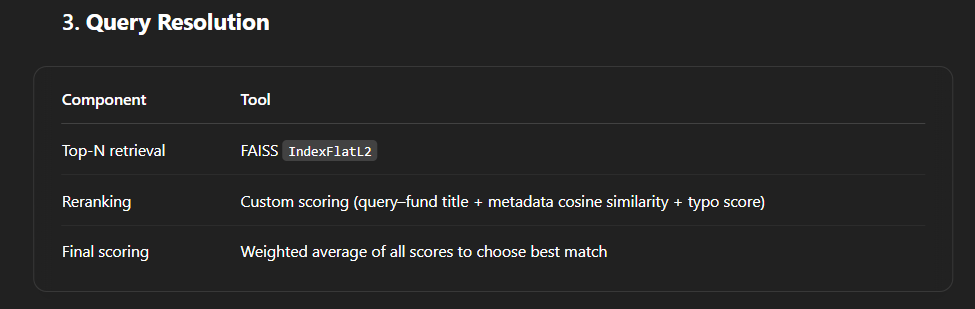 3. Query Resolution
Component Tool
Top-N retrieval FAISS IndexFlatL2
Reranking Custom scoring (query–fund title + metadata cosine similarity + typo score)
Final scoring Weighted average of all scores to choose best match